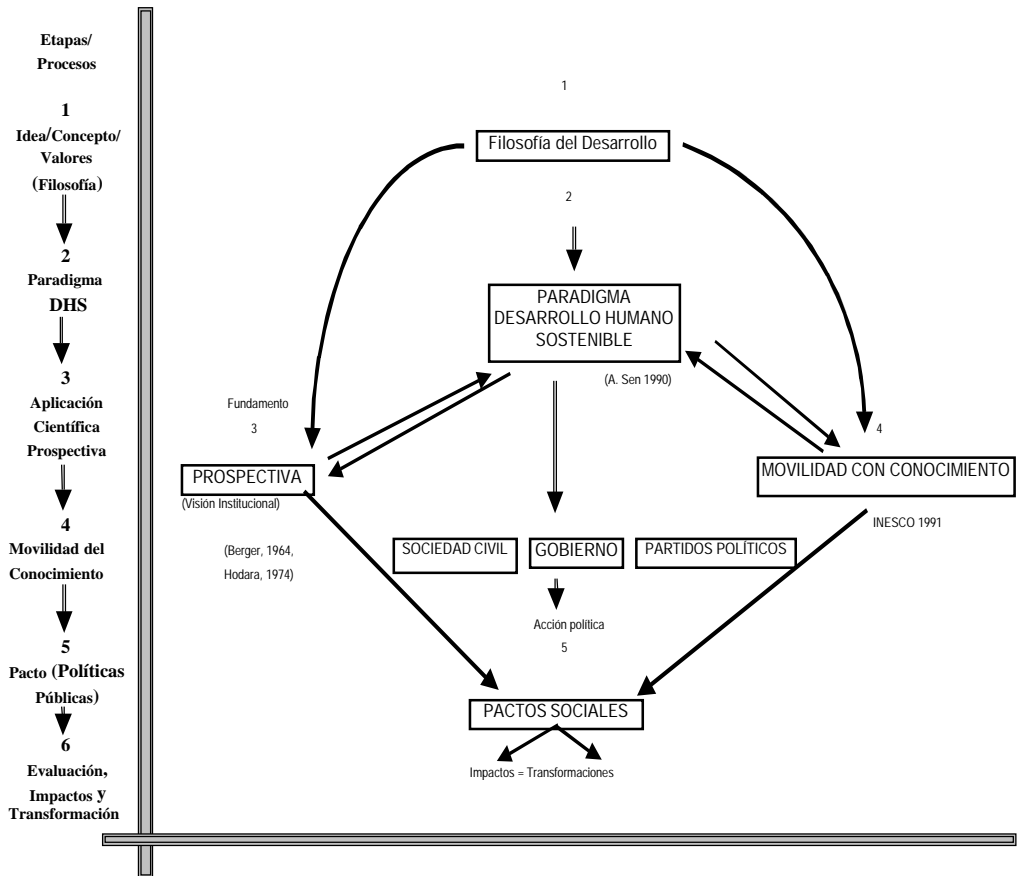 Etapas/
Procesos
1
Idea/Concepto/
Valores
(Filosofía)
2
Paradigma
DHS
3
Aplicación
Científica
Prospectiva
4
Movilidad del
Conocimiento
5
Pacto (Políticas
Públicas)
6
Evaluación,
Impactos y
Transformación
1
Filosofía del Desarrollo
2
PARADIGMA
DESARROLLO HUMANO
SOSTENIBLE
(A. Sen 1990)
Fundamento
3
PROSPECTIVA
(Visión Institucional)
(Berger, 1964,
Hodara, 1974)
4
MOVILIDAD CON CONOCIMIENTO
INESCO 1991
SOCIEDAD CIVIL
GOBIERNO
PARTIDOS POLÍTICOS
Acción política
5
PACTOS SOCIALES
Impactos = Transformaciones